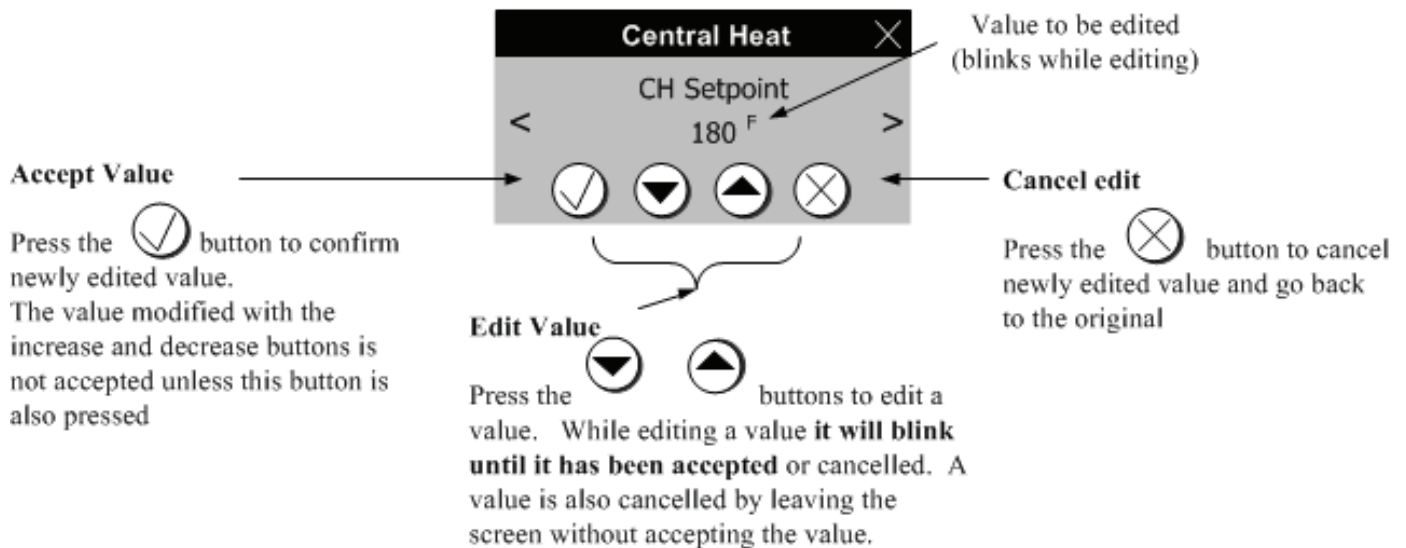 Central Heat
CH Setpoint
< 180 F >
Value to be edited
(blinks while editing)
Accept Value
Press the button to confirm
newly edited value.
The value modified with the
increase and decrease buttons is
not accepted unless this button is
also pressed
Edit Value
Press the buttons to edit a
value. While editing a value it will blink
until it has been accepted or cancelled. A
value is also cancelled by leaving the
screen without accepting the value.
Cancel edit
Press the button to cancel
newly edited value and go back
to the original